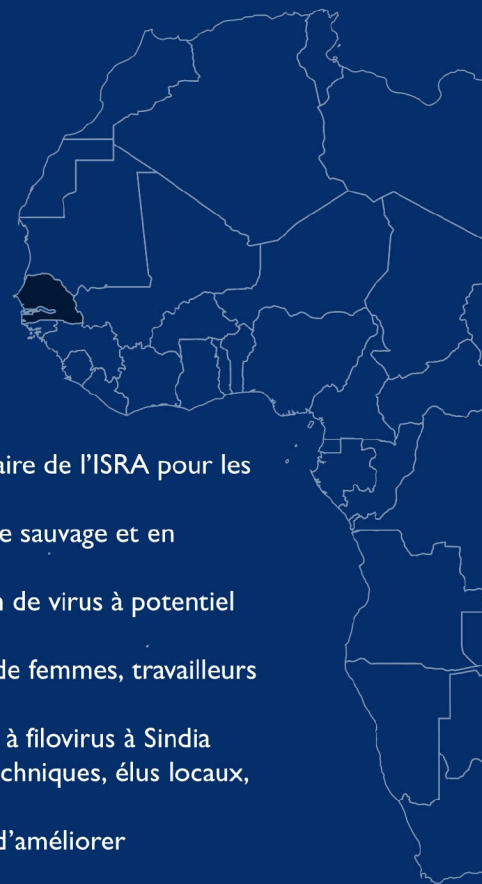 aire de l’ISRA pour les
e sauvage et en
n de virus à potentiel
de femmes, travailleurs
à filovirus à Sindia
chniques, élus locaux,
d’améliorer